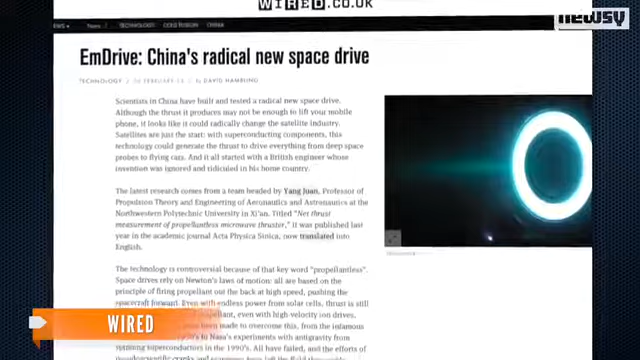 WIRED.CO.UK
newsy
News
TECHNOLOGY
CHINA
EmDrive: China's radical new space drive
TECHNOLOGY / 06 FEBRUARY 13 / by DAVID HAMBLING
Scientists in China have built and tested a radical new space drive.
Although the thrust it produces may not be enough to lift your mobile
phone, it looks like it could radically change the satellite industry.
Satellites are just the start: with superconducting components, this
technology could generate the thrust to drive everything from deep space
probes to flying cars. And it all started with a British engineer whose
invention was ignored and ridiculed in his home country.
The latest research comes from a team headed by Yang Juan, Professor of
Propulsion Theory and Engineering of Aeronautics and Astronautics at the
Northwestern Polytechnic University in Xi'an. Titled "Net thrust
measurement of propellantless microwave thruster," it was published last
year in the academic journal Acta Physica Sinica, now translated into
English.
The technology is controversial because of that key word "propellantless".
Space drives rely on Newton's laws of motion: all are based on the
principle of firing propellant out the back at high speed, pushing the
spacecraft forward. Even with endless power from solar cells, thrust is still
propellant, even with high velocity ion drives,
been made to overcome this, from the infamous
to Nasa's experiments with antigravity from
rotating superconductors in the 1990's. All have failed, and the efforts of
WIRED